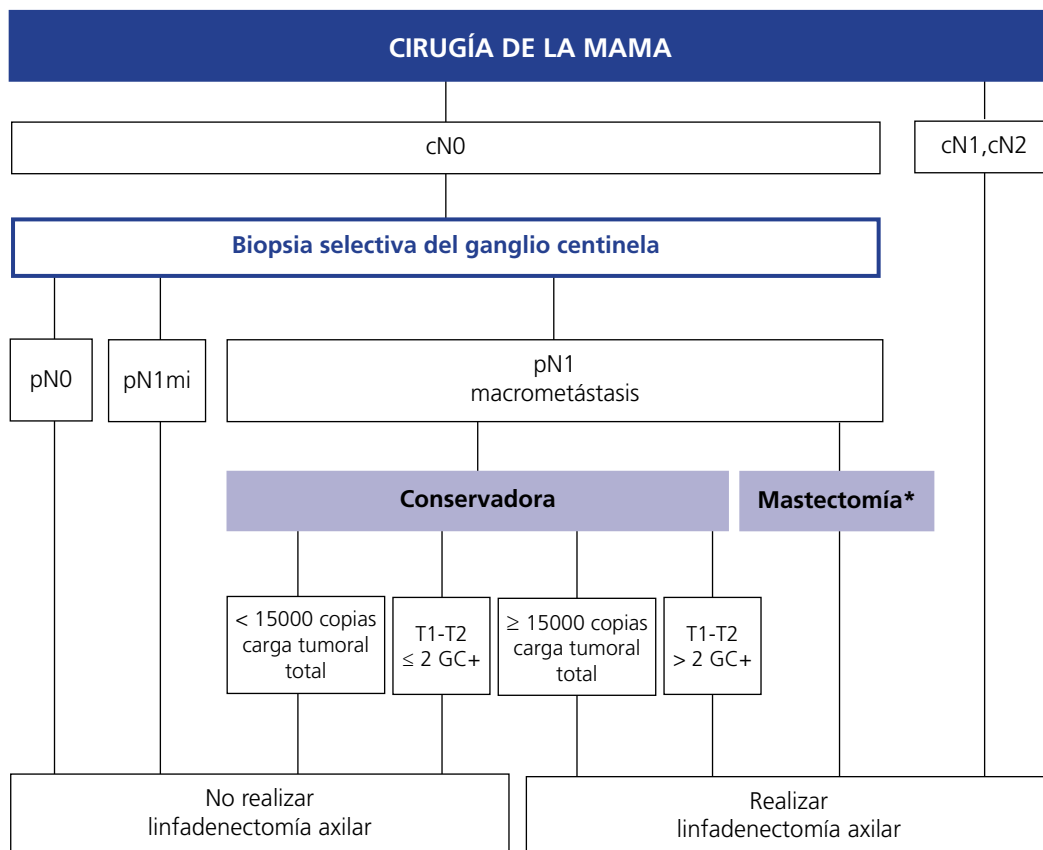 CIRUGÍA DE LA MAMA
cN0
cN1,cN2
Biopsia selectiva del ganglio centinela
pN0
pN1mi
pN1
macrometástasis
Conservadora
Mastectomía*
< 15000 copias
carga tumoral
total
T1-T2
≤ 2 GC+
≥ 15000 copias
carga tumoral
total
T1-T2
> 2 GC+
No realizar
linfadenectomía axilar
Realizar
linfadenectomía axilar